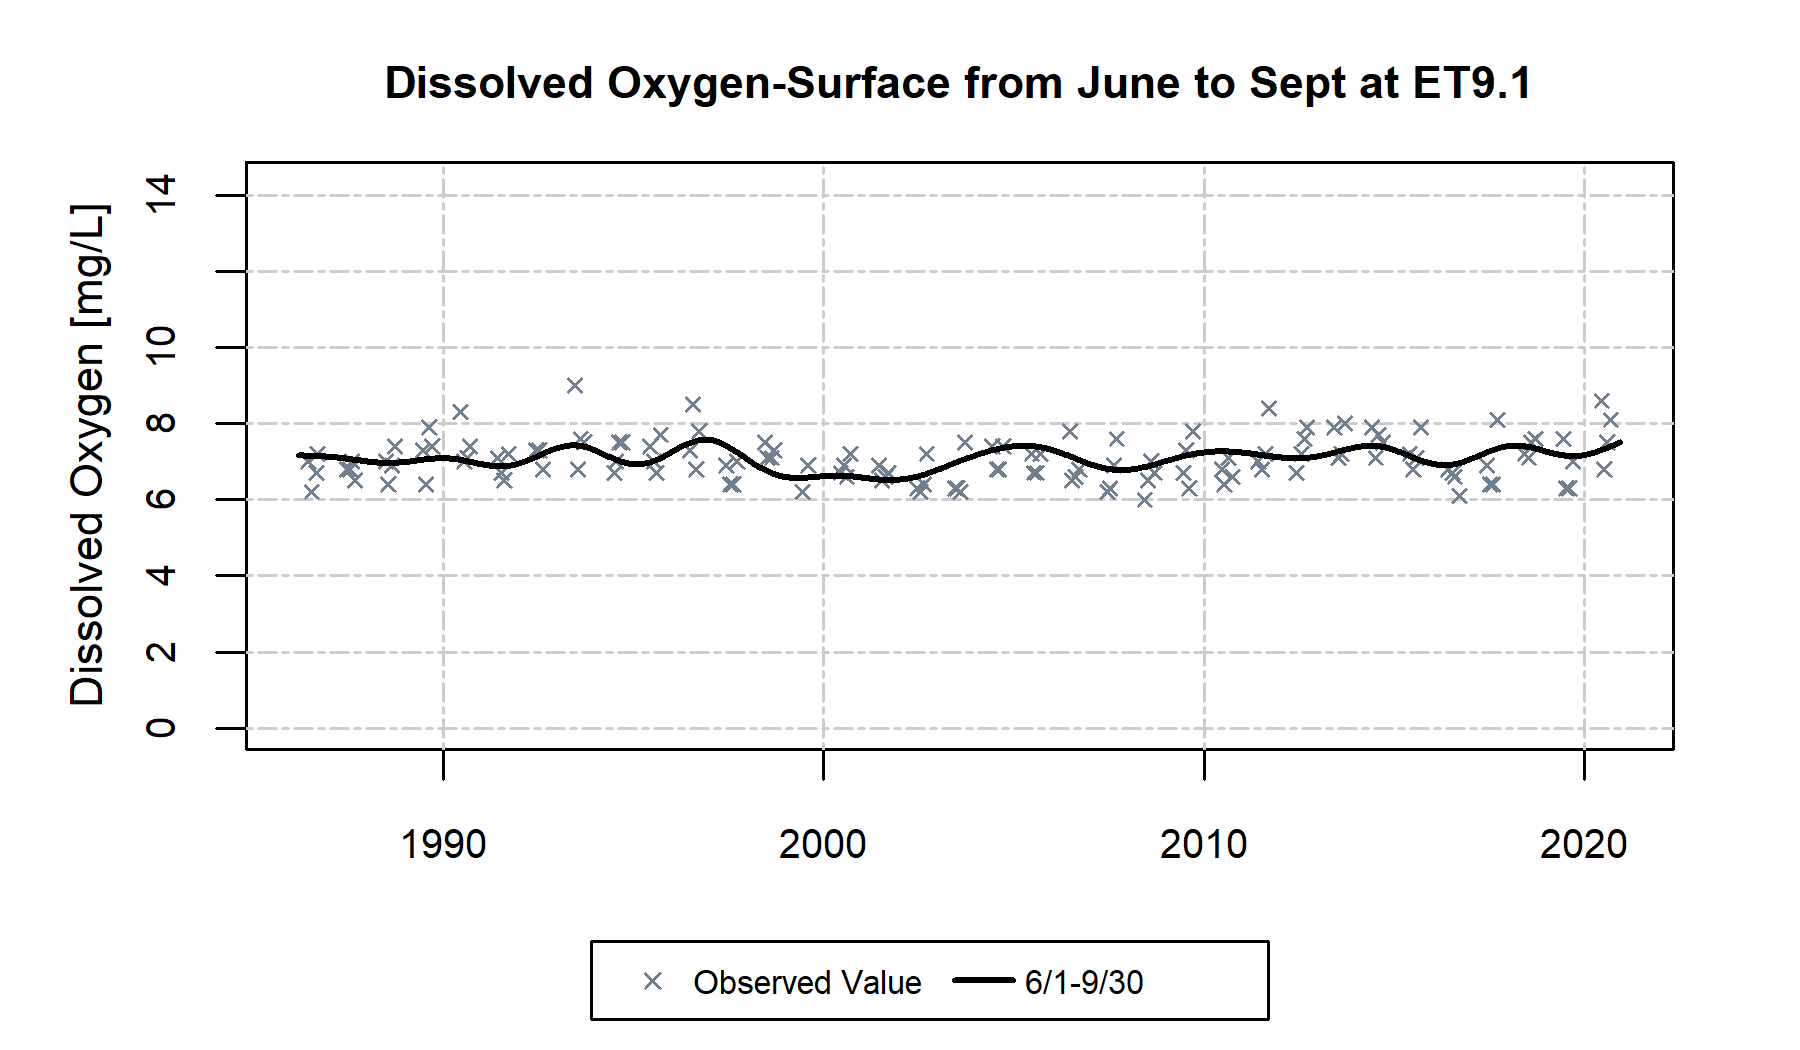 Dissolved Oxygen-Surface from June to Sept at ET9.1
Dissolved Oxygen [mg/L]
14
10
8
6
4
2
0
1990 2000 2010 2020
Observed Value 6/1-9/30